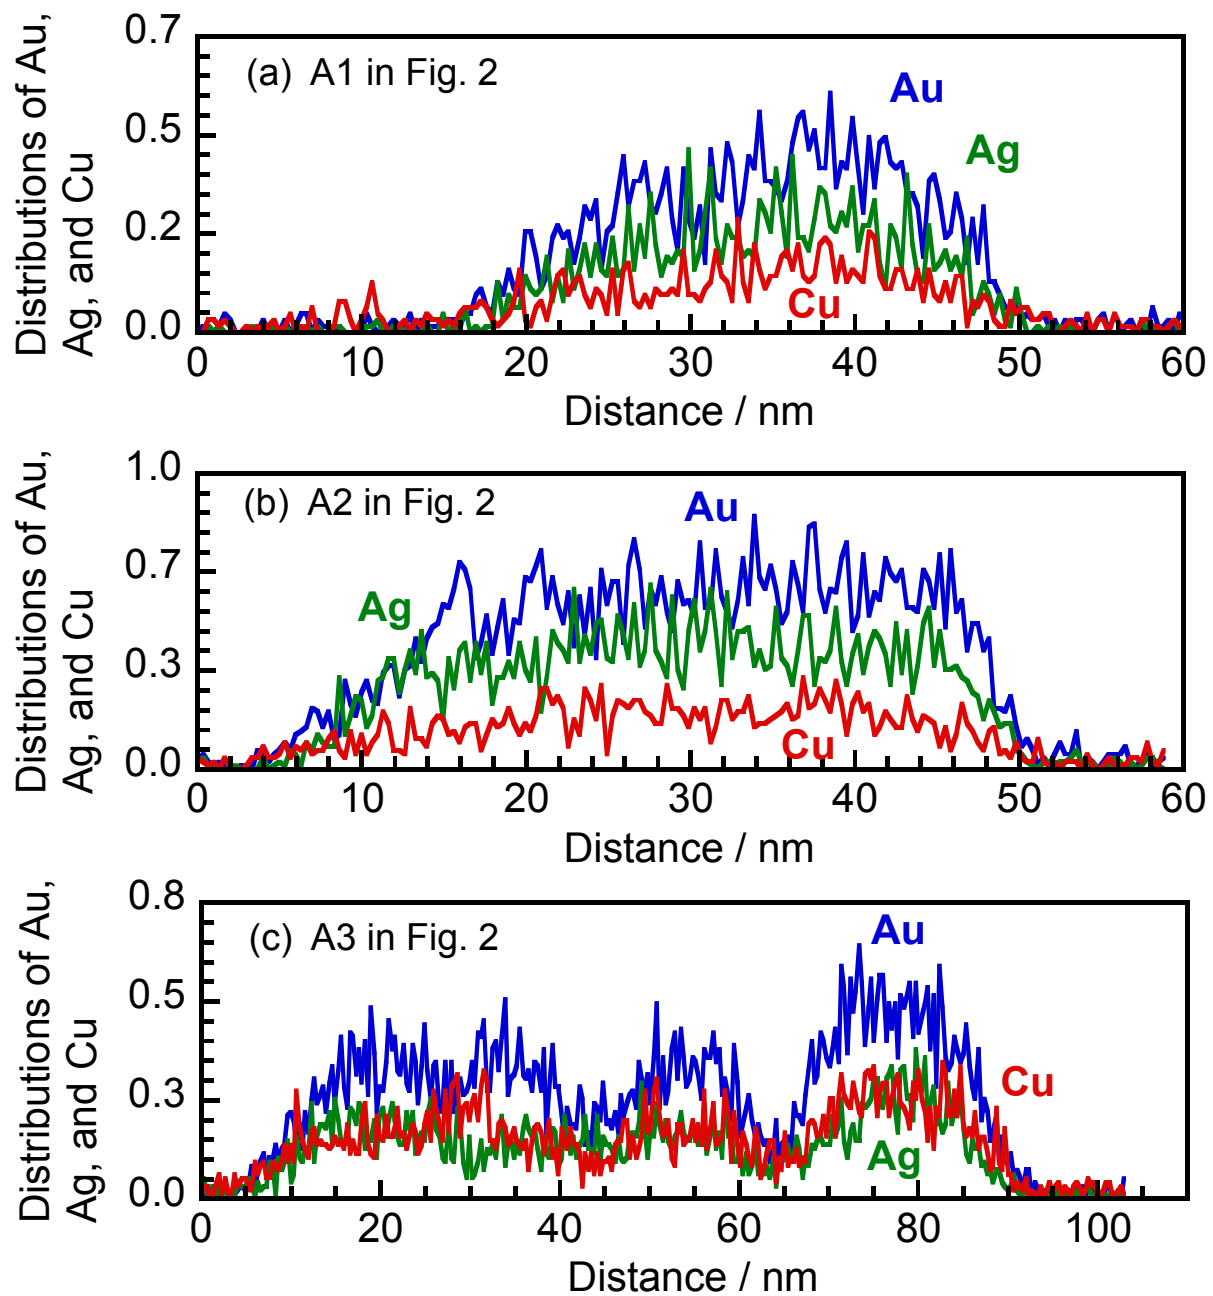 Distributions of Au,
Ag, and Cu
0.7
0.5
0.2
0.0
(a) A1 in Fig. 2
Au
Ag
Cu
0 10 20 30 40 50 60
Distance / nm
Distributions of Au,
Ag, and Cu
1.0
0.7
0.3
0.0
(b) A2 in Fig. 2
Au
Ag
Cu
0 10 20 30 40 50 60
Distance / nm
Distributions of Au,
Ag, and Cu
0.8
0.5
0.3
0.0
(c) A3 in Fig. 2
Au
Cu
Ag
0 20 40 60 80 100
Distance / nm